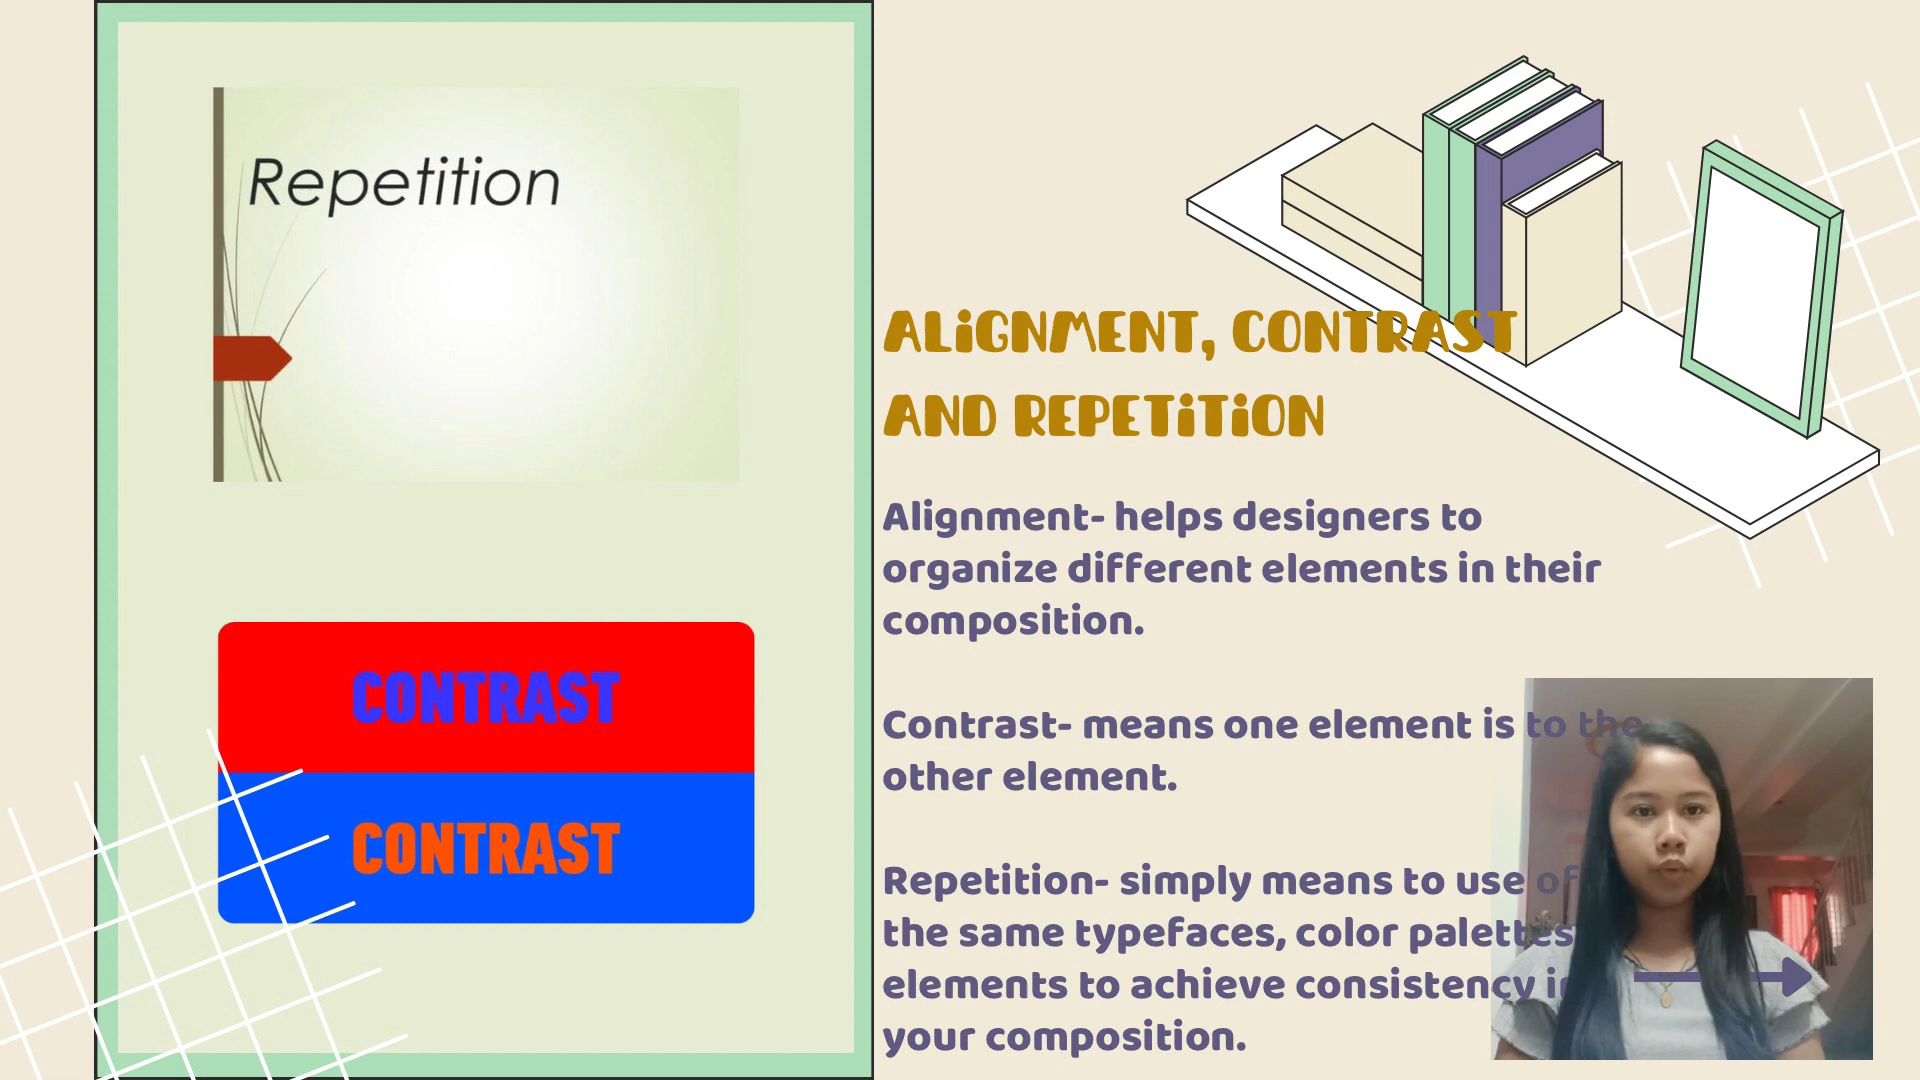 Repetition
CONTRAST
CONTRAST
ALiGNMENT, CONTRAST
AND REPETiTiON
Alignment- helps designers to
organize different elements in their
composition.
Contrast- means one element is to the
other element.
Repetition- simply means to use of
the same typefaces, color palettes
elements to achieve consistency in
your composition.